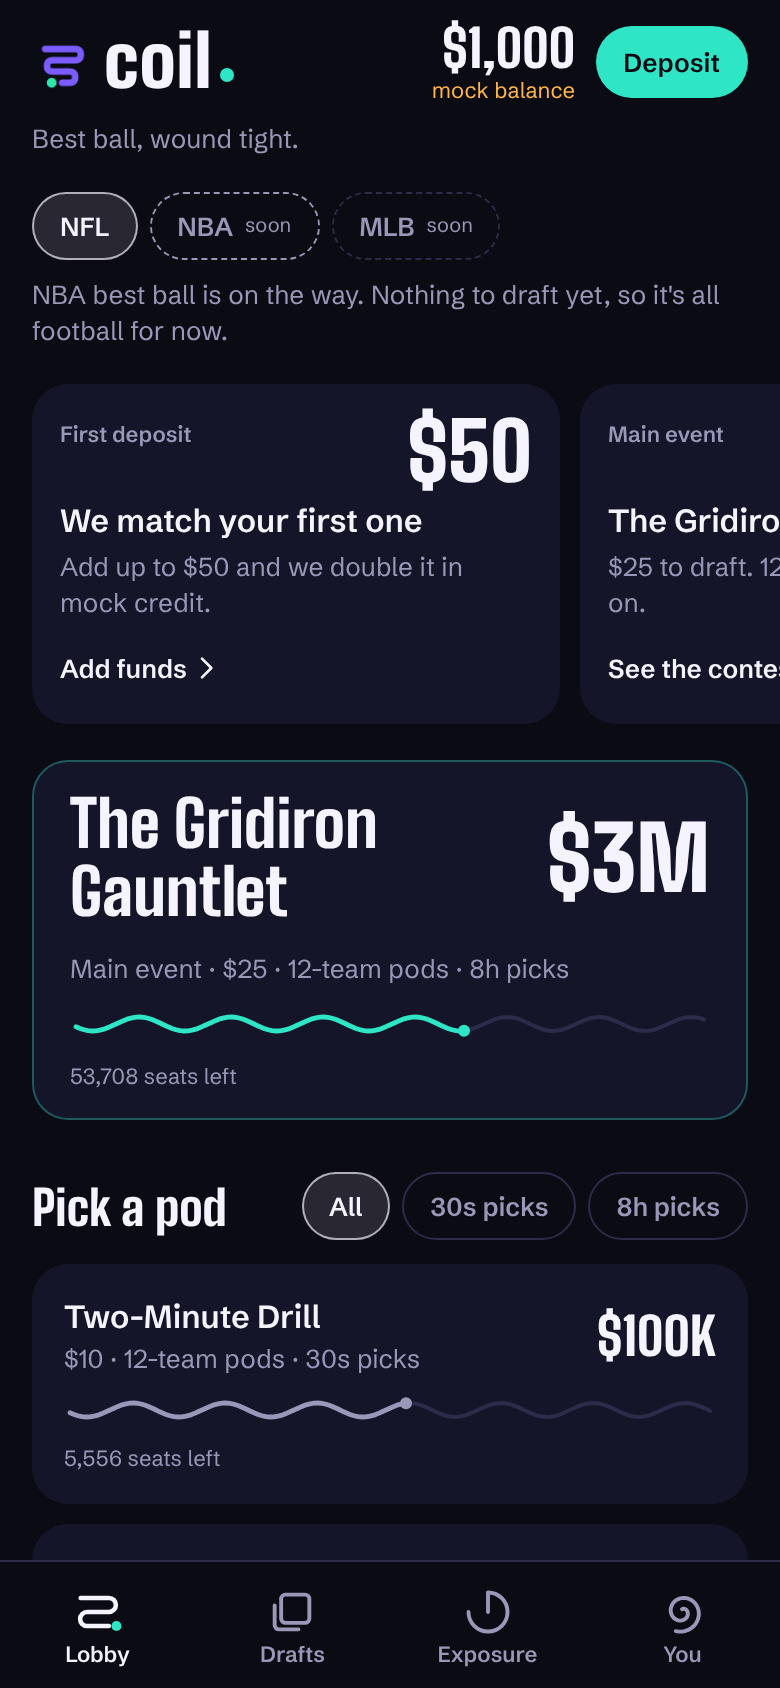 coil.
$1,000
mock balance
Deposit
Best ball, wound tight.
NFL
NBA soon
MLB soon
NBA best ball is on the way. Nothing to draft yet, so it's all
football for now.
First deposit
$50
We match your first one
Add up to $50 and we double it in
mock credit.
Add funds
Main event
The Gridiro
$25 to draft. 12
on.
See the contes
The Gridiron
Gauntlet
$3M
Main event · $25 · 12-team pods · 8h picks
53,708 seats left
Pick a pod
All
30s picks
8h picks
Two-Minute Drill
$10 · 12-team pods · 30s picks
$100K
5,556 seats left
Lobby
Drafts
Exposure
You